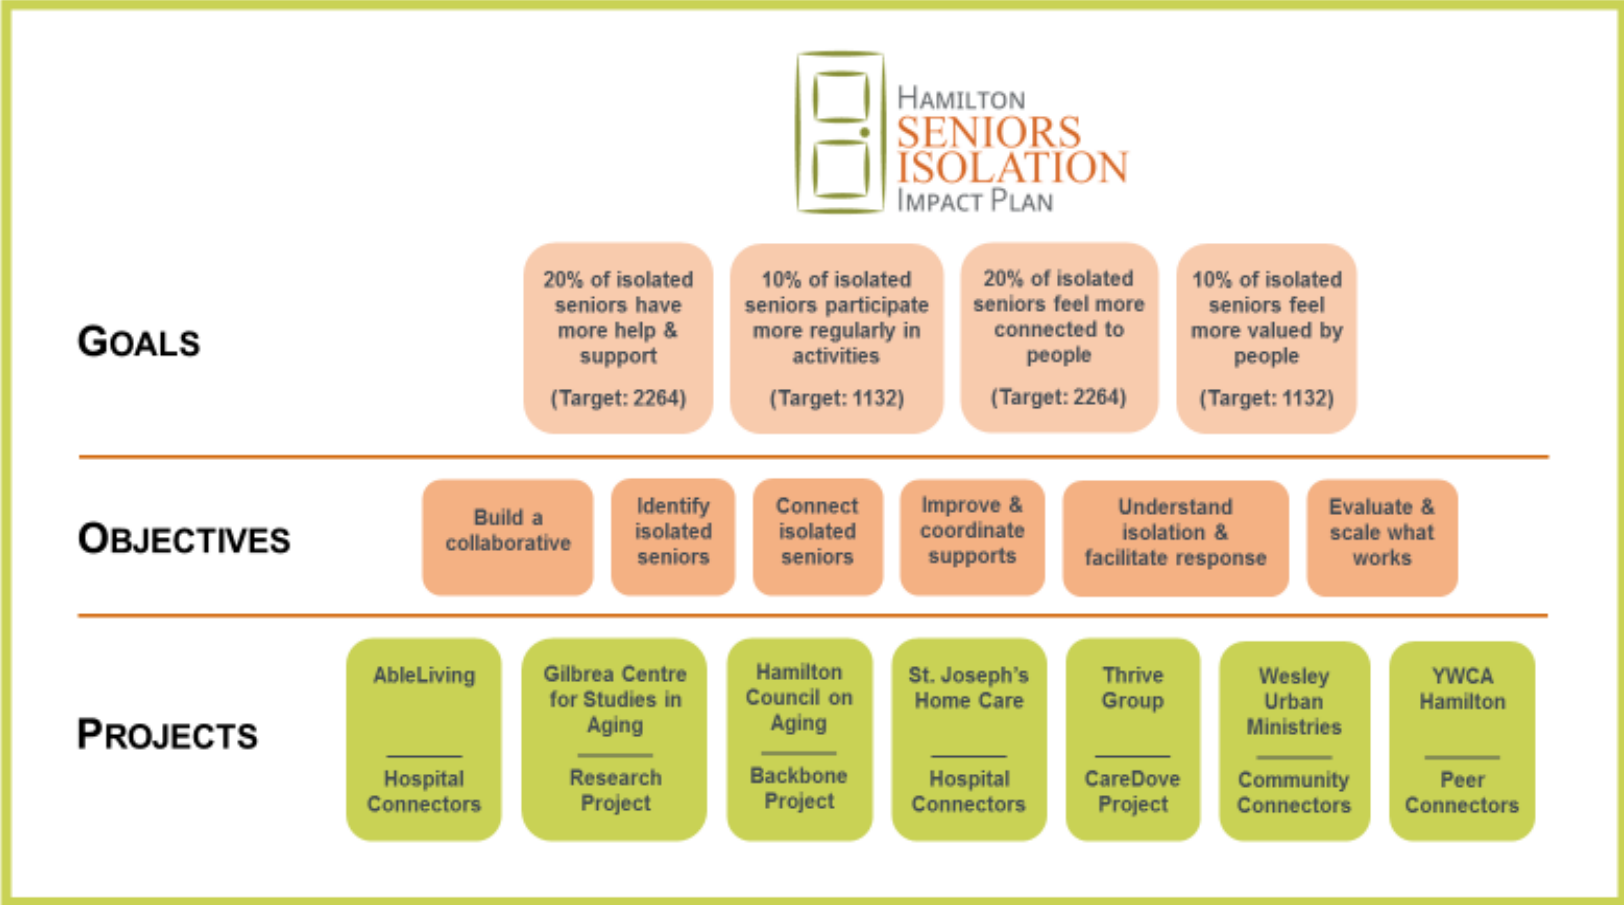 HAMILTON
SENIORS
ISOLATION
IMPACT PLAN
GOALS
20% of isolated
seniors have
more help &
support
(Target: 2264)
10% of isolated
seniors participate
more regularly in
activities
(Target: 1132)
20% of isolated
seniors feel more
connected to
people
(Target: 2264)
10% of isolated
seniors feel
more valued by
people
(Target: 1132)
OBJECTIVES
Build a
collaborative
Identify
isolated
seniors
Connect
isolated
seniors
Improve &
coordinate
supports
Understand
isolation &
facilitate response
Evaluate &
scale what
works
PROJECTS
AbleLiving
Hospital
Connectors
Gilbrea Centre
for Studies in
Aging
Research
Project
Hamilton
Council on
Aging
Backbone
Project
St. Joseph's
Home Care
Hospital
Connectors
Thrive
Group
CareDove
Project
Wesley
Urban
Ministries
Community
Connectors
YWCA
Hamilton
Peer
Connectors